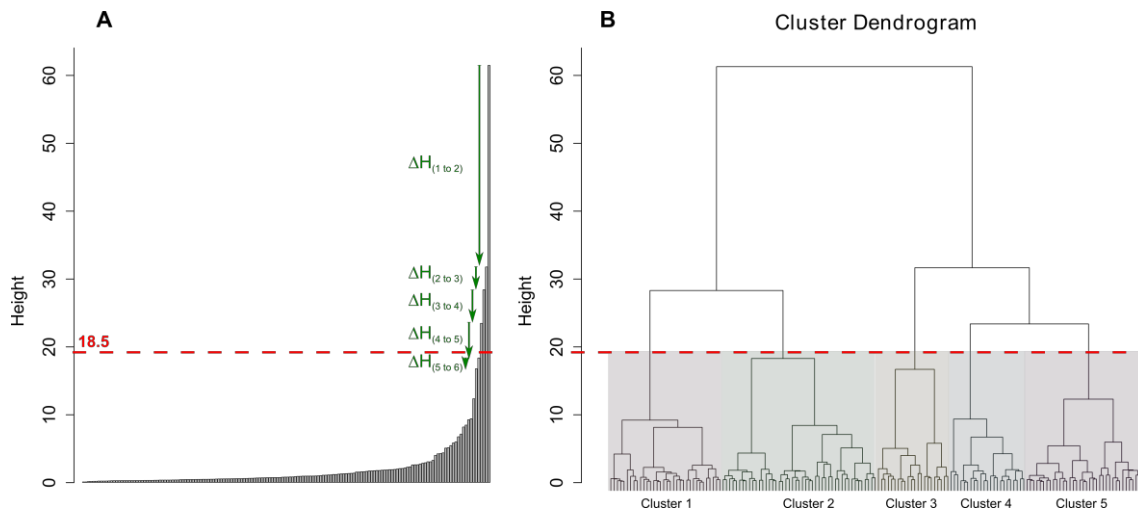 A
Height
60
50
40
30
20
10
0
18.5
ΔH(1 to 2)
ΔH(2 to 3)
ΔH(3 to 4)
ΔH(4 to 5)
ΔH(5 to 6)
B
Cluster Dendrogram
Height
60
50
40
30
20
10
0
Cluster 1
Cluster 2
Cluster 3
Cluster 4
Cluster 5